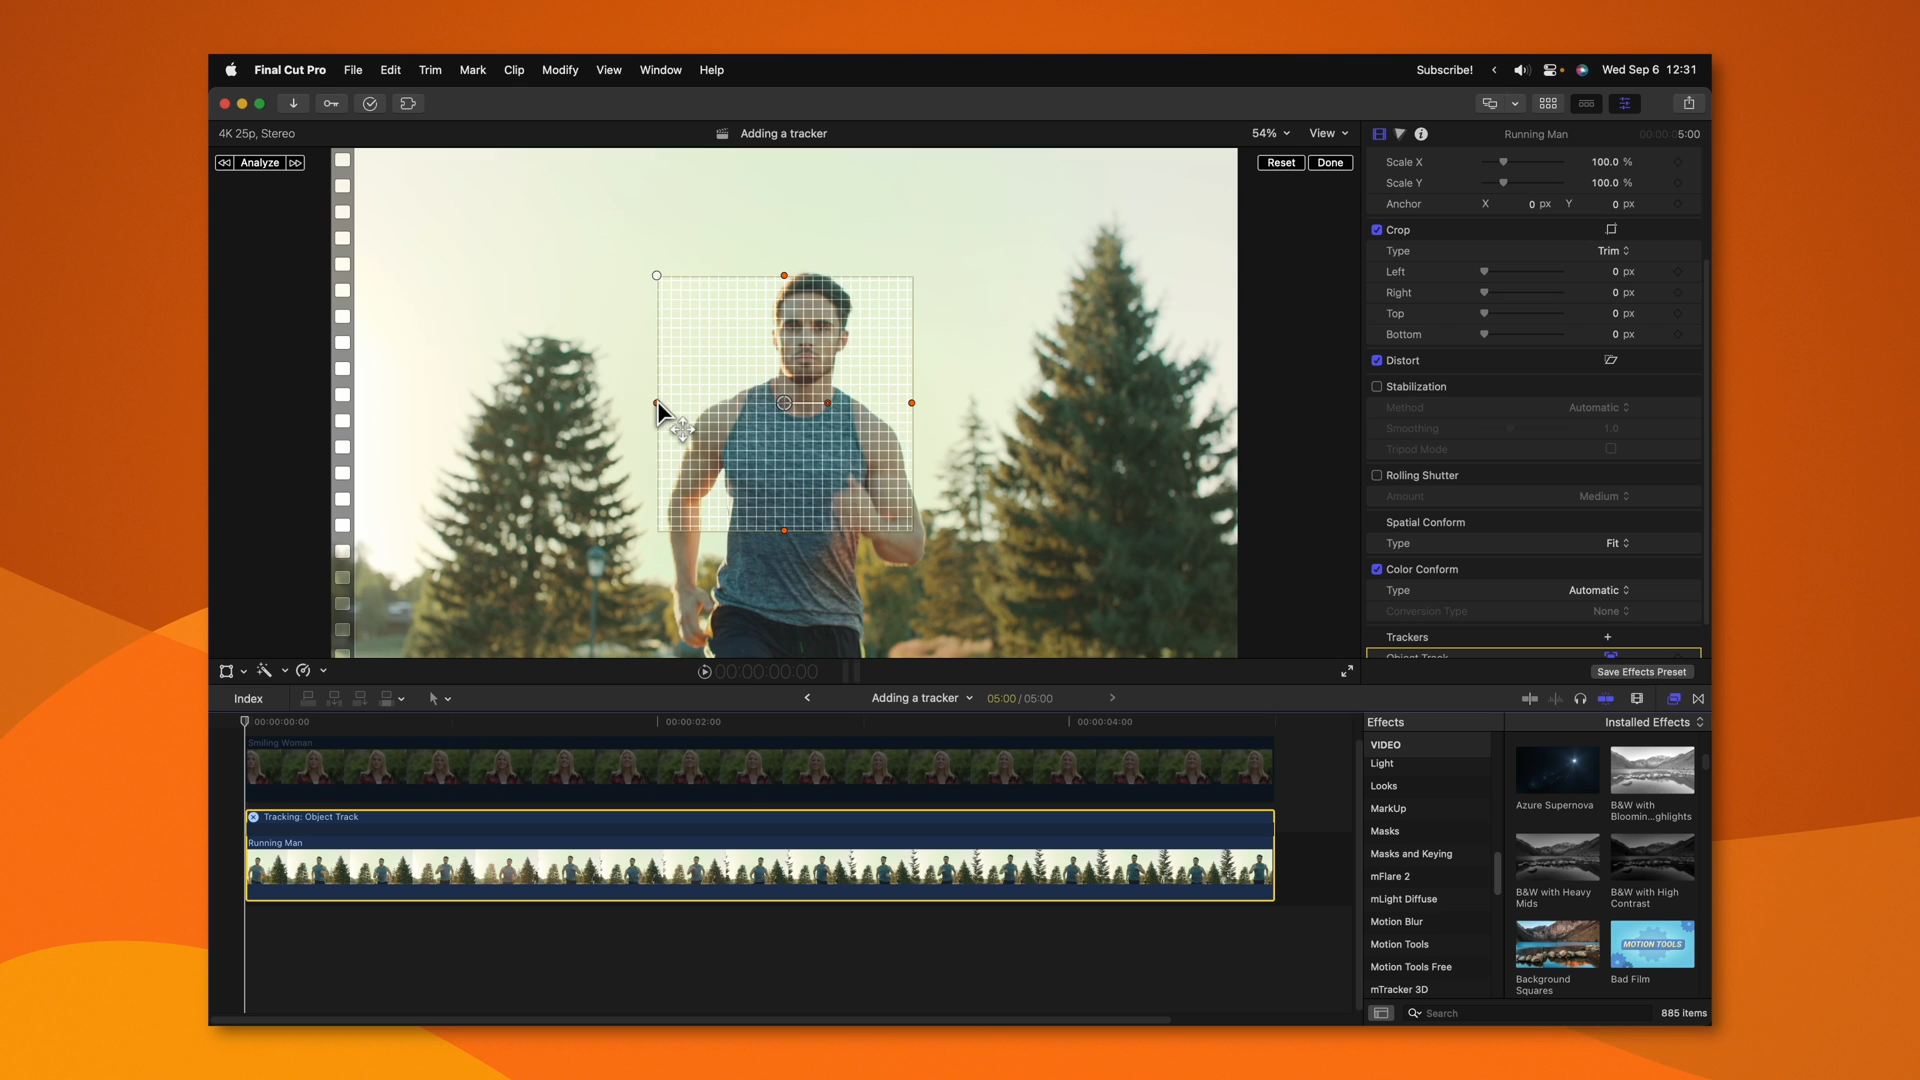 Final Cut Pro File Edit Trim Mark Clip Modify View Window Help Subscribe! Wed Sep 6 12:31
4K 25p, Stereo Adding a tracker 54% View Running Man 00:00:05:00
Analyze Reset Done
Scale X 100.0 %
Scale Y 100.0 %
Anchor X 0 px Y 0 px
Crop
Type Trim
Left 0 px
Right 0 px
Top 0 px
Bottom 0 px
Distort
Stabilization
Method Automatic
Smoothing 1.0
Tripod Mode
Rolling Shutter
Amount Medium
Spatial Conform
Type Fit
Color Conform
Type Automatic
Conversion Type None
Trackers
Object Track
00:00:00:00 Save Effects Preset
Index Adding a tracker 05:00 / 05:00
00:00:00:00 00:00:02:00 00:00:04:00
Smiling Woman
Tracking: Object Track
Running Man
Effects Installed Effects
VIDEO
Light
Looks
MarkUp
Masks
Masks and Keying
mFlare 2
mLight Diffuse
Motion Blur
Motion Tools
Motion Tools Free
mTracker 3D
Azure Supernova
B&W with
Bloomin...ghlights
B&W with Heavy
Mids
B&W with High
Contrast
MOTION TOOLS
Background
Squares
Bad Film
Search 885 items